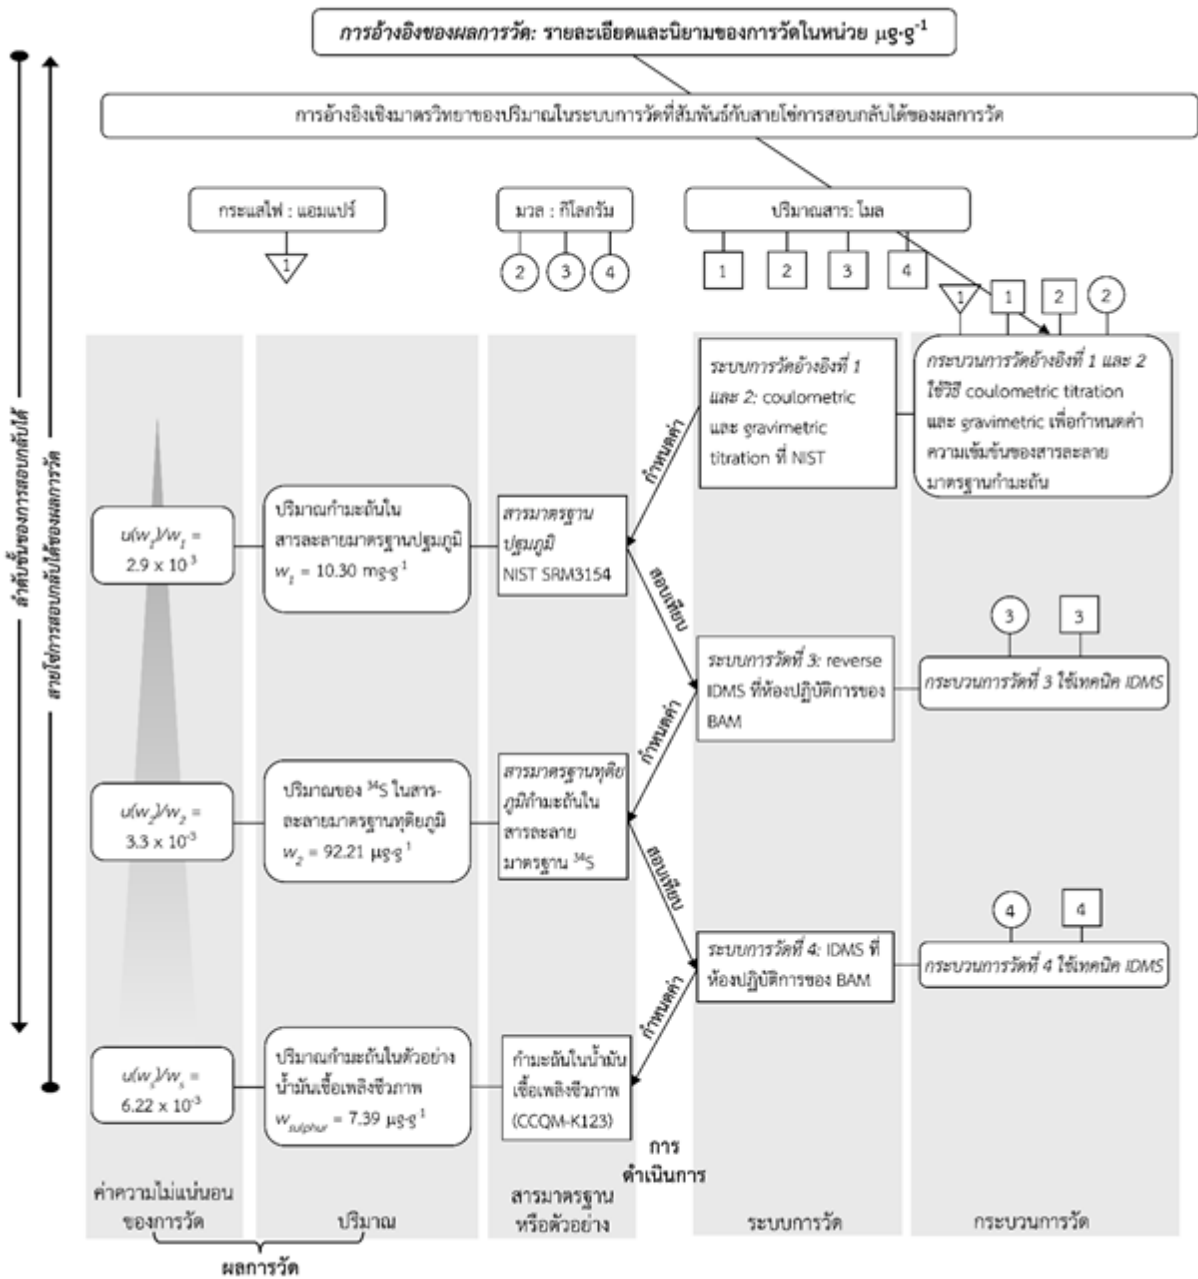 การอ้างอิงของผลการวัด: รายละเอียดและนิยามของการวัดในหน่วย µg·g⁻¹
การอ้างอิงเชิงมาตรวิทยาของปริมาณในระบบการวัดที่สัมพันธ์กับสายโซ่การสอบกลับได้ของผลการวัด
กระแสไฟ : แอมแปร์
มวล : กิโลกรัม
ปริมาณสาร: โมล
1
2
3
4
1
2
3
4
1
1
2
2
ลำดับชั้นของการสอบกลับได้
สายโซ่การสอบกลับได้ของผลการวัด
ระบบการวัดอ้างอิงที่ 1
และ 2: coulometric
และ gravimetric
titration ที่ NIST
กระบวนการวัดอ้างอิงที่ 1 และ 2
ใช้วิธี coulometric titration
และ gravimetric เพื่อกำหนดค่า
ความเข้มข้นของสารละลาย
มาตรฐานกำมะถัน
กำหนดค่า
u(w₁)/w₁ =
2.9 x 10⁻³
ปริมาณกำมะถันใน
สารละลายมาตรฐานปฐมภูมิ
w₁ = 10.30 mg·g⁻¹
สารมาตรฐาน
ปฐมภูมิ
NIST SRM3154
สอบเทียบ
3
3
ระบบการวัดที่ 3: reverse
IDMS ที่ห้องปฏิบัติการของ
BAM
กระบวนการวัดที่ 3 ใช้เทคนิค IDMS
กำหนดค่า
u(w₂)/w₂ =
3.3 x 10⁻³
ปริมาณของ ³⁴S ในสาร-
ละลายมาตรฐานทุติยภูมิ
w₂ = 92.21 µg·g⁻¹
สารมาตรฐานทุติย
ภูมิกำมะถันใน
สารละลาย
มาตรฐาน ³⁴S
สอบเทียบ
4
4
ระบบการวัดที่ 4: IDMS ที่
ห้องปฏิบัติการของ BAM
กระบวนการวัดที่ 4 ใช้เทคนิค IDMS
กำหนดค่า
u(wₛ)/wₛ =
6.22 x 10⁻³
ปริมาณกำมะถันในตัวอย่าง
น้ำมันเชื้อเพลิงชีวภาพ
w_sulphur = 7.39 µg·g⁻¹
กำมะถันในน้ำมัน
เชื้อเพลิงชีวภาพ
(CCQM-K123)
การ
ดำเนินการ
ค่าความไม่แน่นอน
ของการวัด
ปริมาณ
สารมาตรฐาน
หรือตัวอย่าง
ระบบการวัด
กระบวนการวัด
ผลการวัด